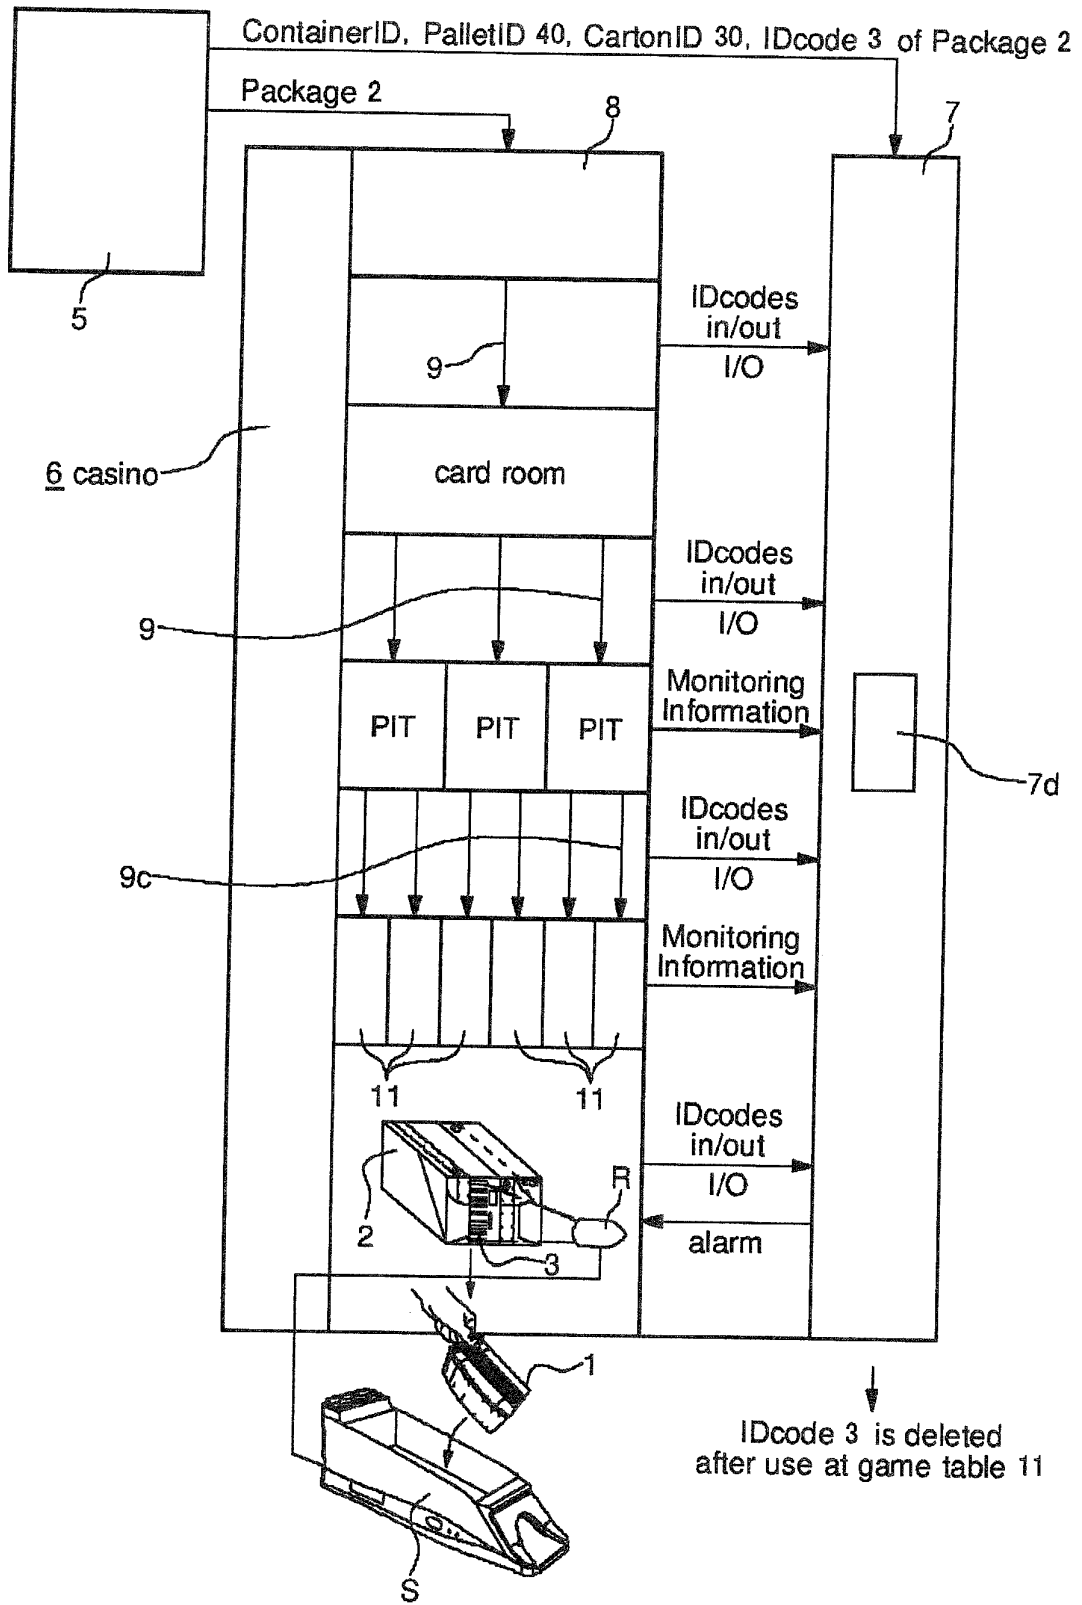 ContainerID, PalletID 40, CartonID 30, IDcode 3 of Package 2
Package 2
8
7
5
IDcodes
in/out
I/O
9
6 casino
card room
IDcodes
in/out
I/O
9
Monitoring
Information
PIT PIT PIT
7d
IDcodes
in/out
I/O
9c
Monitoring
Information
11 11
IDcodes
in/out
I/O
R
2
alarm
3
1
IDcode 3 is deleted
after use at game table 11
S